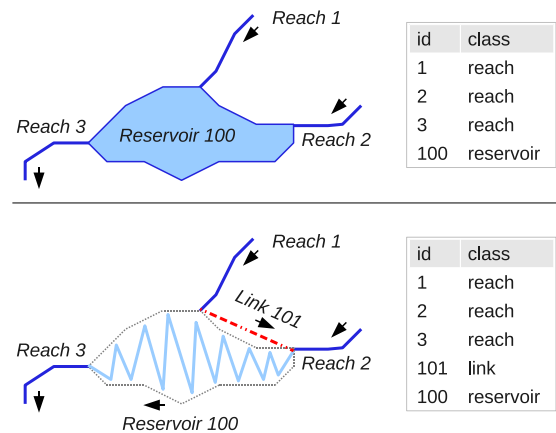 Reach 1
Reach 3
Reservoir 100
Reach 2
id class
1 reach
2 reach
3 reach
100 reservoir
Reach 1
Link 101
Reach 3
Reach 2
Reservoir 100
id class
1 reach
2 reach
3 reach
101 link
100 reservoir